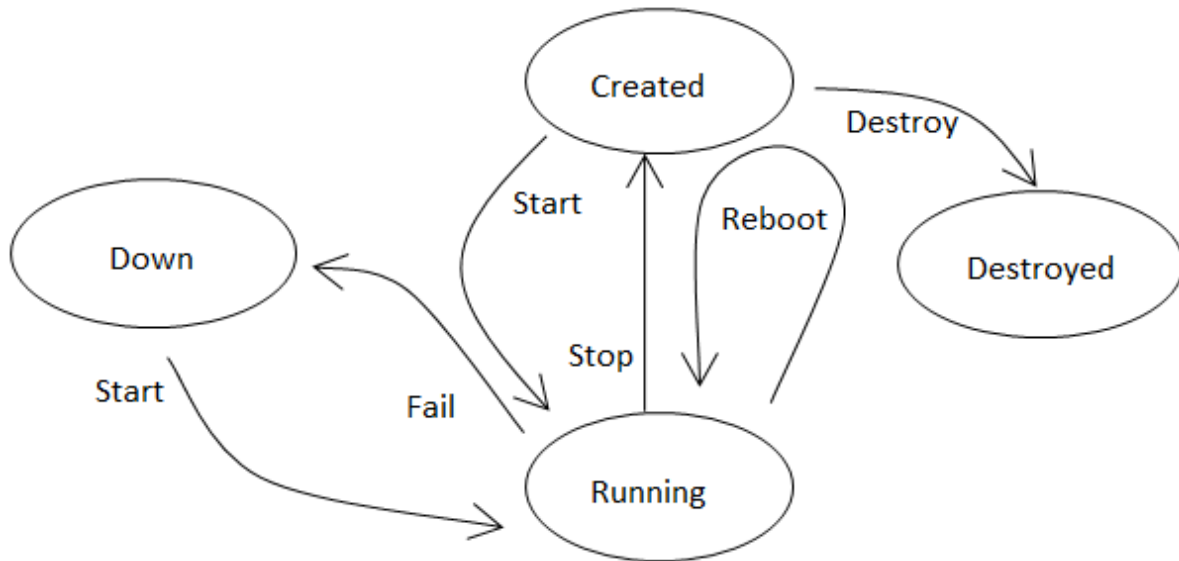 Created
Destroy
Start
Reboot
Down
Destroyed
Stop
Start
Fail
Running